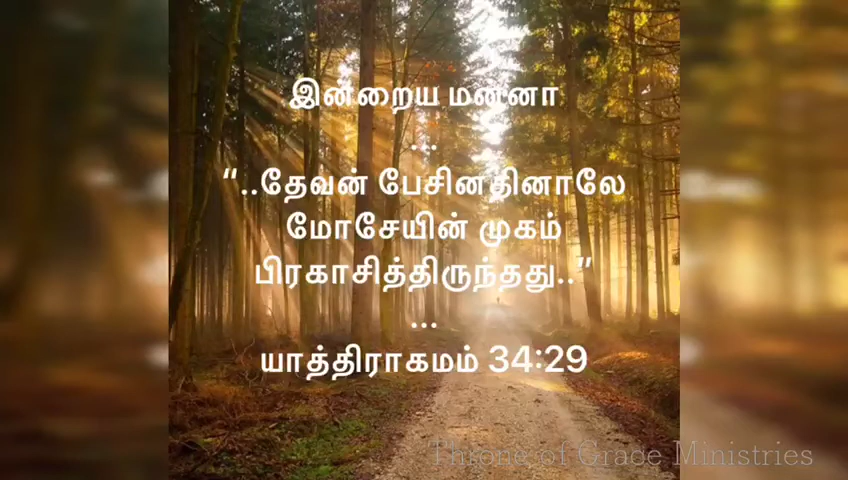 இன்றைய மன்னா
...
“..தேவன் பேசினதினாலே
மோசேயின் முகம்
பிரகாசித்திருந்தது..”
...
யாத்திராகமம் 34:29
Throne of Grace Ministries